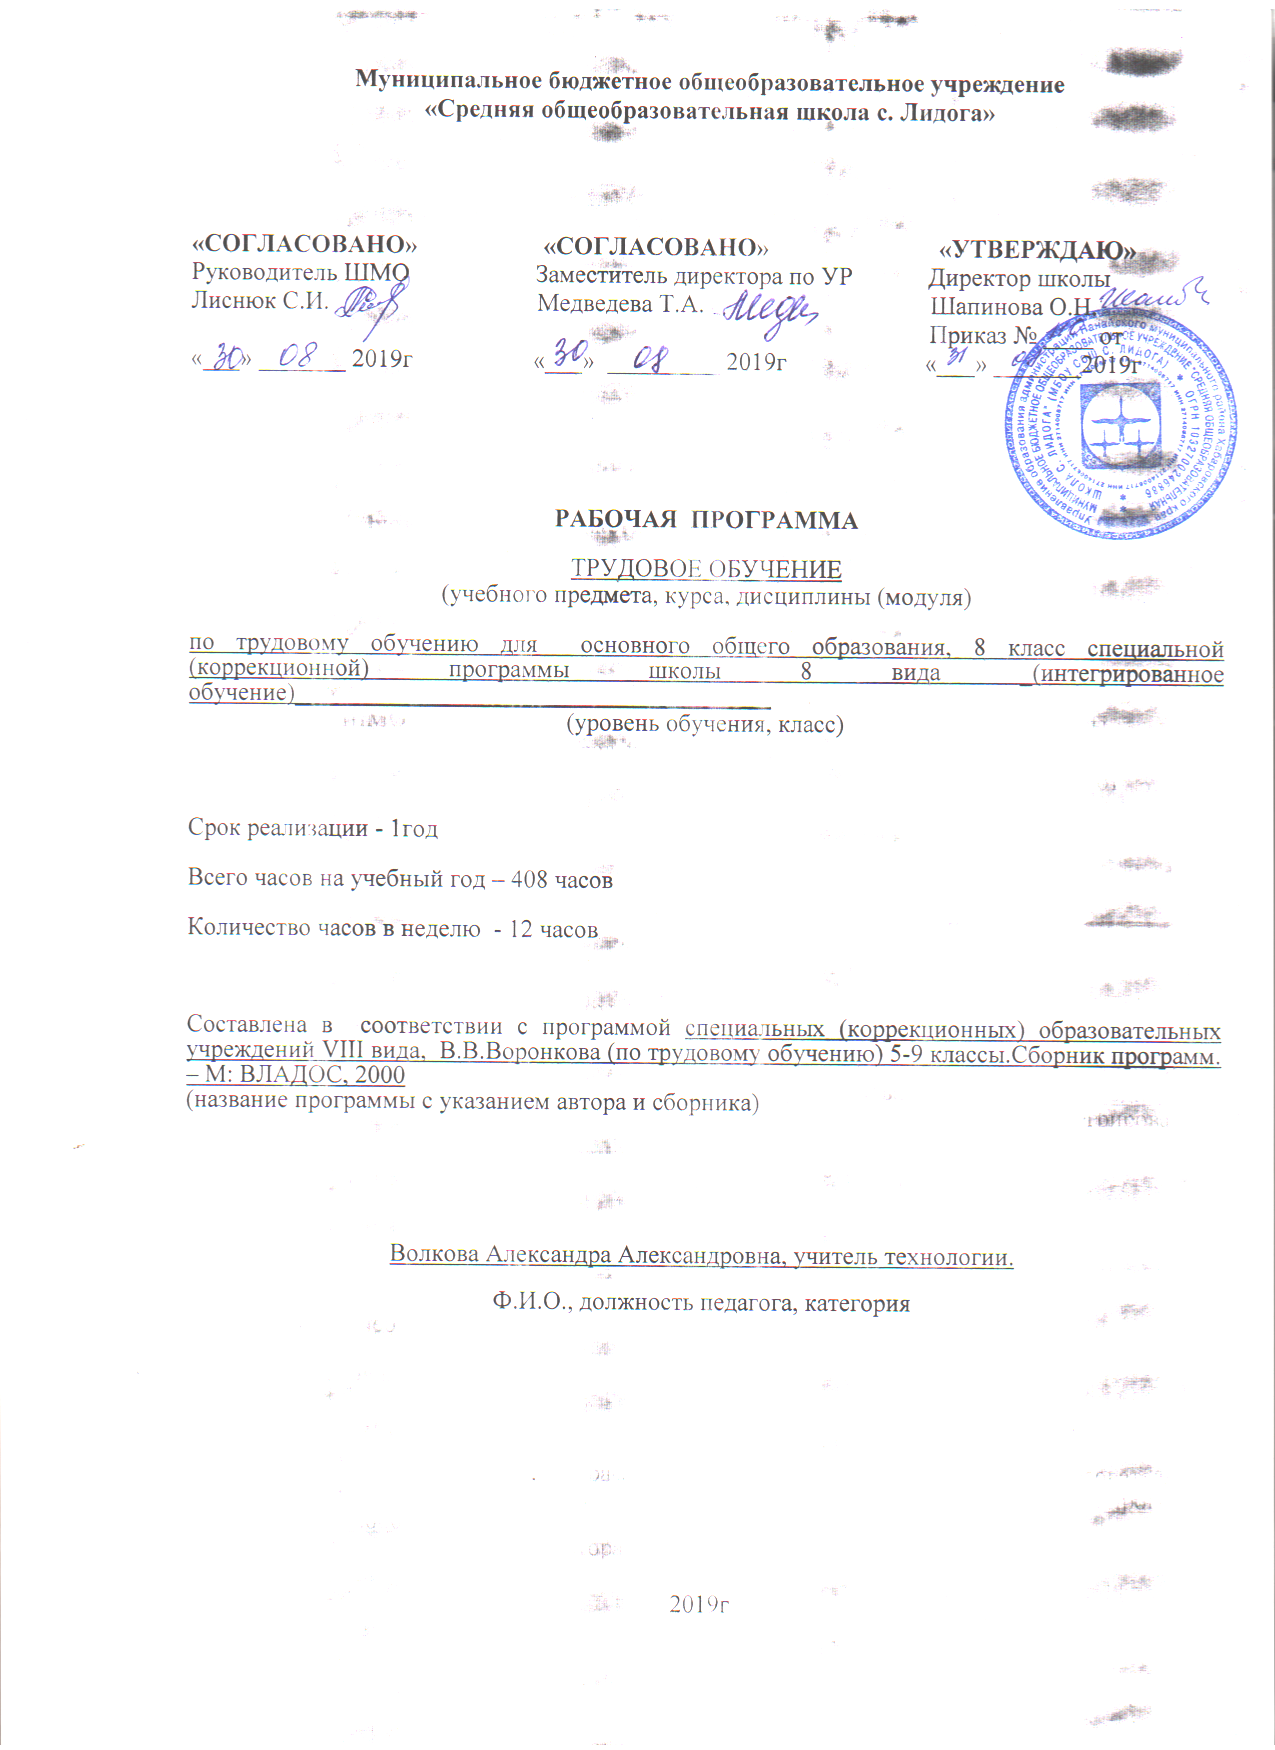 Муниципальное бюджетное общеобразовательное учреждение
«Средняя общеобразовательная школа с. Лидога»
«СОГЛАСОВАНО»
Руководитель ШМО
Лиснюк С.И.
«30» 08 2019г
«СОГЛАСОВАНО»
Заместитель директора по УР
Медведева Т.А.
«30» 08 2019г
«УТВЕРЖДАЮ»
Директор школы
Шапинова О.Н.
Приказ № от
«31» 2019г
РАБОЧАЯ ПРОГРАММА
ТРУДОВОЕ ОБУЧЕНИЕ
(учебного предмета, курса, дисциплины (модуля)
по трудовому обучению для основного общего образования, 8 класс специальной
(коррекционной) программы школы 8 вида (интегрированное
обучение)
(уровень обучения, класс)
Срок реализации - 1год
Всего часов на учебный год – 408 часов
Количество часов в неделю - 12 часов
Составлена в соответствии с программой специальных (коррекционных) образовательных
учреждений VIII вида, В.В.Воронкова (по трудовому обучению) 5-9 классы.Сборник программ.
– М: ВЛАДОС, 2000
(название программы с указанием автора и сборника)
Волкова Александра Александровна, учитель технологии.
Ф.И.О., должность педагога, категория
2019г